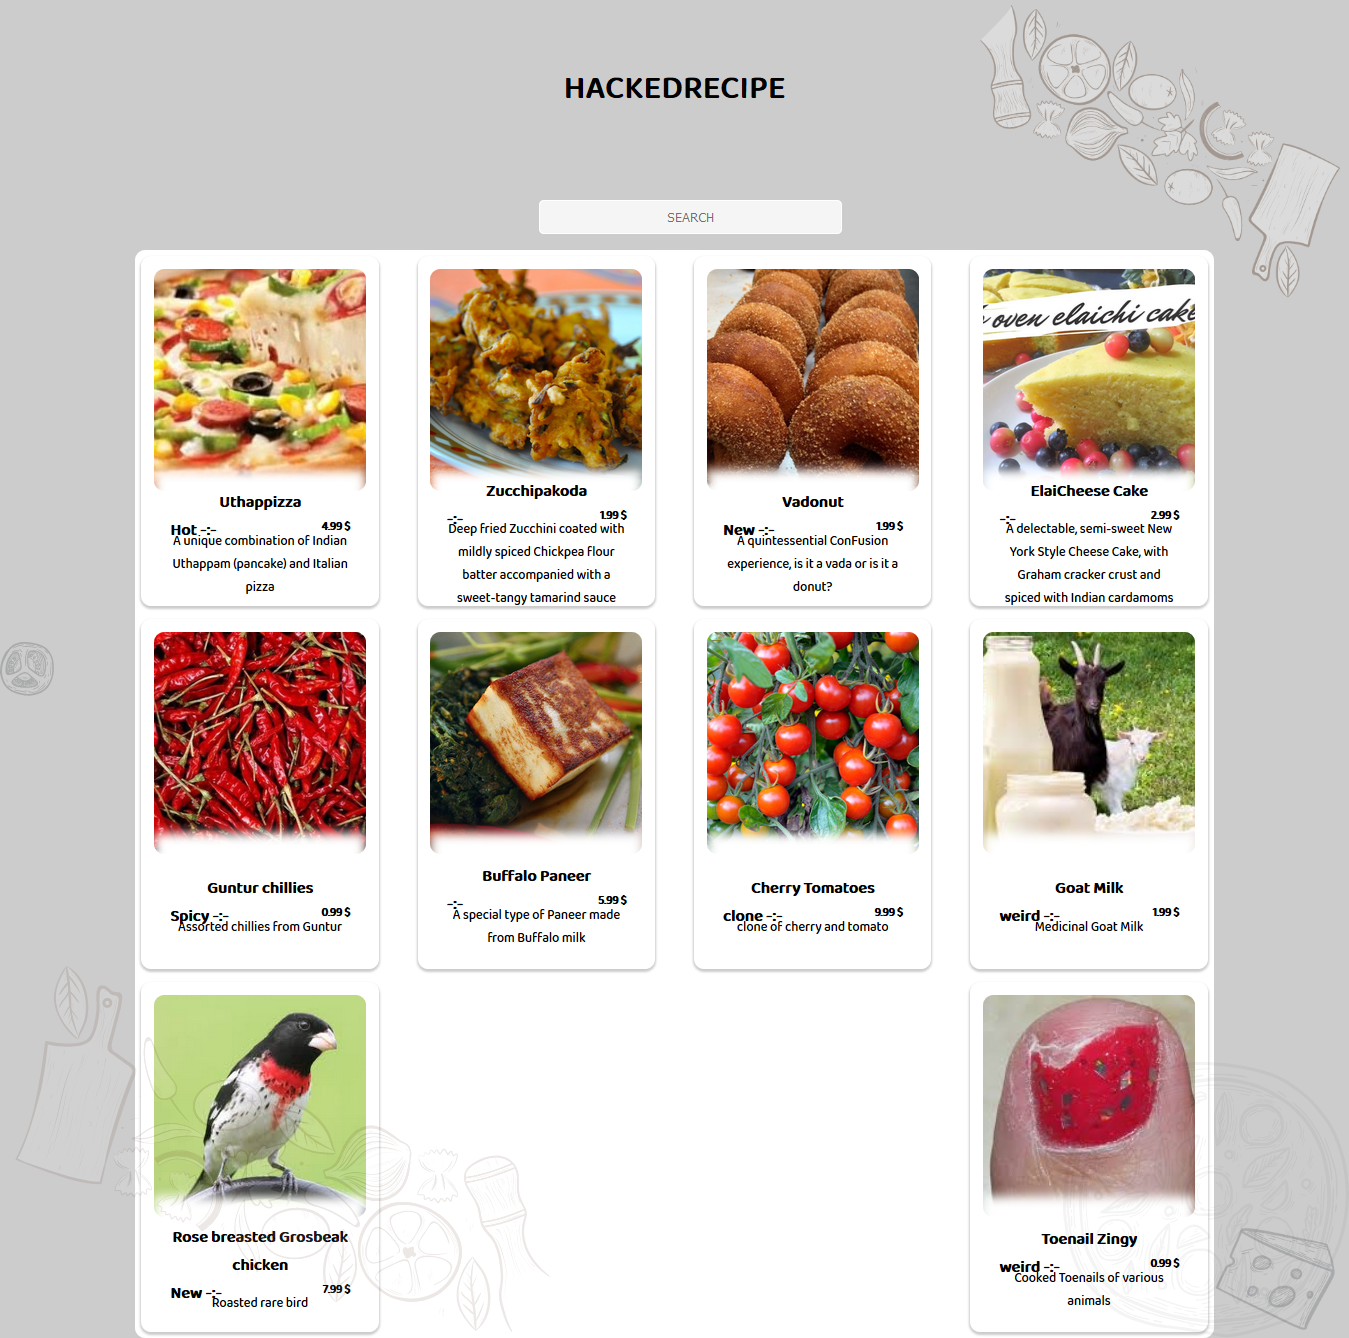 HACKEDRECIPE
SEARCH
Uthappizza
Hot -:-
4.99 $
A unique combination of Indian
Uthappam (pancake) and Italian
pizza
Zucchipakoda
-:-
1.99 $
Deep fried Zucchini coated with
mildly spiced Chickpea flour
batter accompanied with a
sweet-tangy tamarind sauce
Vadonut
New -:-
1.99 $
A quintessential ConFusion
experience, is it a vada or is it a
donut?
oven elaichi cake
ElaiCheese Cake
-:-
2.99 $
A delectable, semi-sweet New
York Style Cheese Cake, with
Graham cracker crust and
spiced with Indian cardamoms
Guntur chillies
Spicy -:-
0.99 $
Assorted chillies from Guntur
Buffalo Paneer
-:-
5.99 $
A special type of Paneer made
from Buffalo milk
Cherry Tomatoes
clone -:-
9.99 $
clone of cherry and tomato
Goat Milk
weird -:-
1.99 $
Medicinal Goat Milk
Rose breasted Grosbeak
chicken
New -:-
7.99 $
Roasted rare bird
Toenail Zingy
weird -:-
0.99 $
Cooked Toenails of various
animals